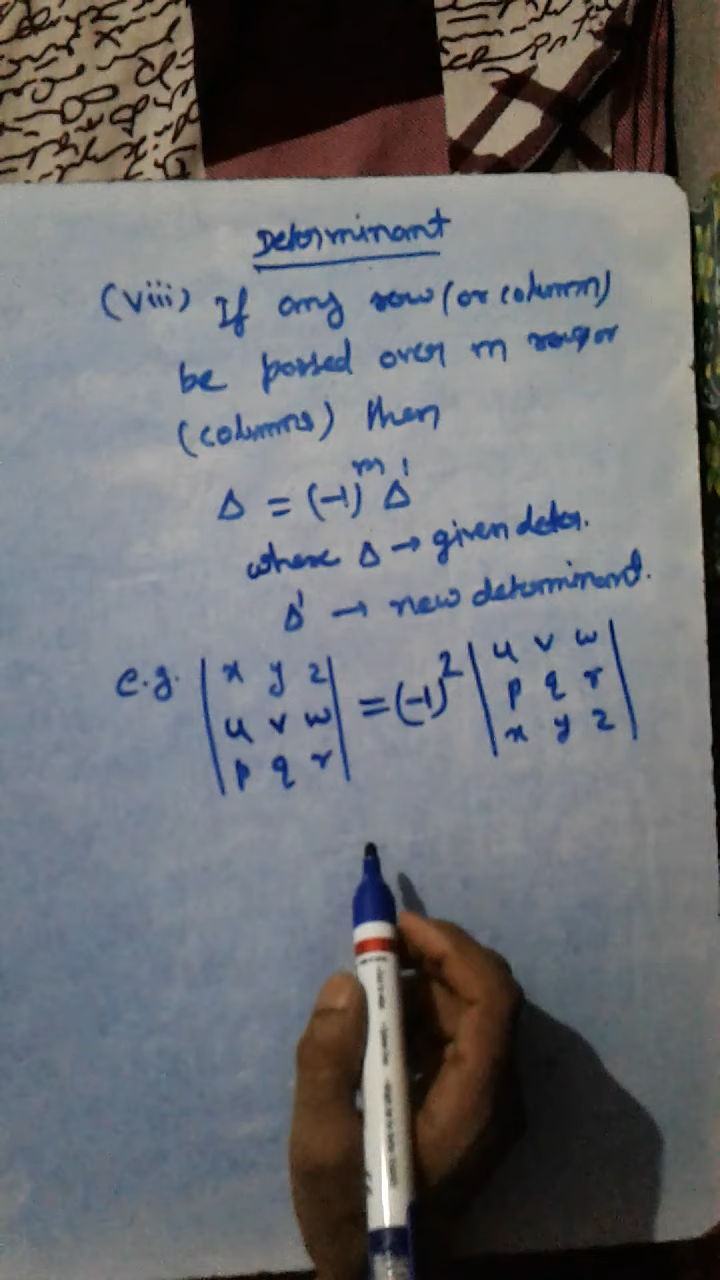 Determinant
(viii) If any row (or column)
be passed over m rows or
(columns) then
Δ = (-1)^m Δ'
where Δ → given deter.
Δ' → new determinant.
e.g. | x y z | = (-1)^2 | u v w |
| u v w | | p q r |
| p q r | | x y z |